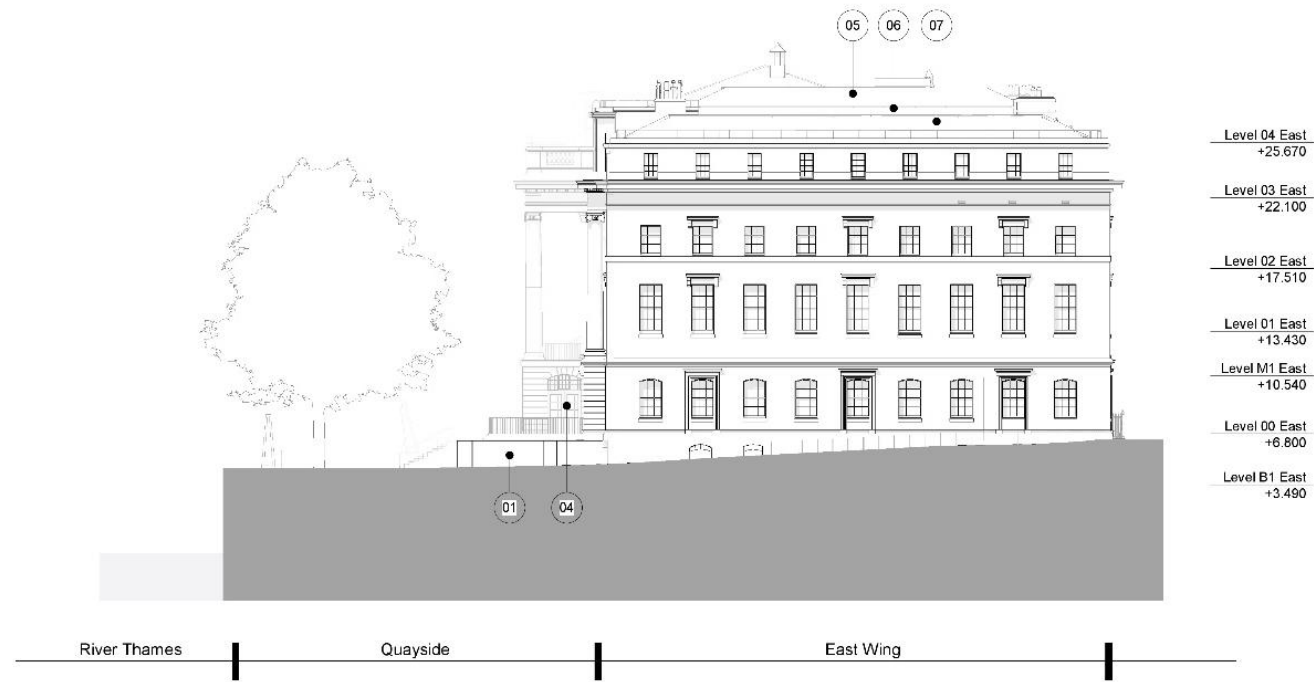 05 06 07
Level 04 East
+25.670
Level 03 East
+22.100
Level 02 East
+17.510
Level 01 East
+13.430
Level M1 East
+10.540
Level 00 East
+6.800
Level B1 East
+3.490
01 04
River Thames Quayside East Wing